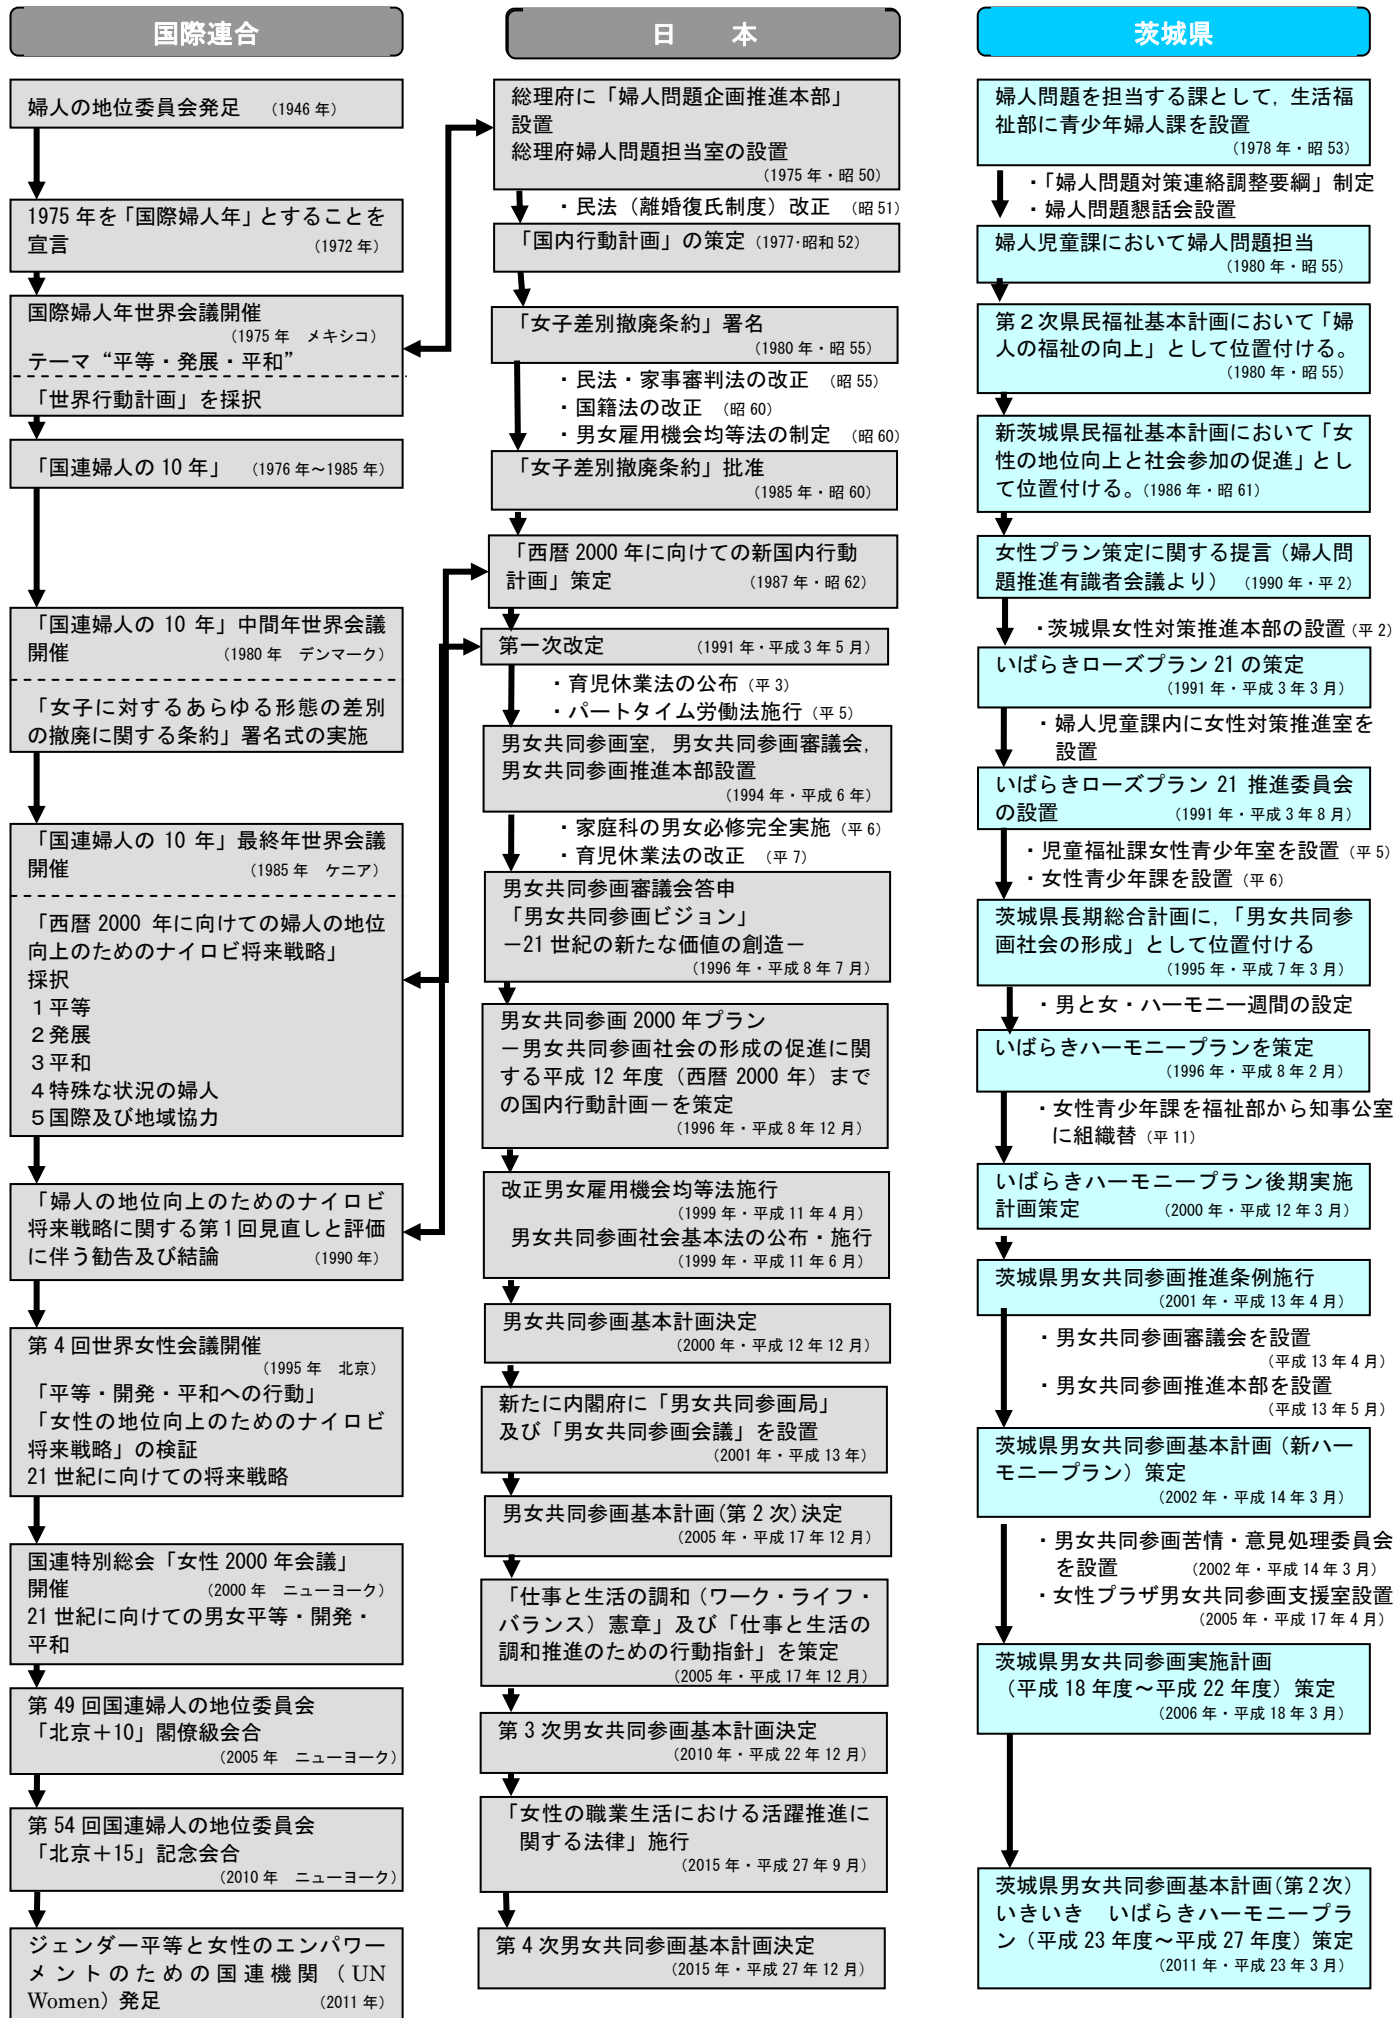 国際連合
婦人の地位委員会発足 （1946 年）
1975 年を「国際婦人年」とすることを
宣言 （1972 年）
国際婦人年世界会議開催
（1975 年 メキシコ）
テーマ“平等・発展・平和”
「世界行動計画」を採択
「国連婦人の 10 年」 （1976 年～1985 年）
「国連婦人の 10 年」中間年世界会議
開催 （1980 年 デンマーク）
「女子に対するあらゆる形態の差別
の撤廃に関する条約」署名式の実施
「国連婦人の 10 年」最終年世界会議
開催 （1985 年 ケニア）
「西暦 2000 年に向けての婦人の地位
向上のためのナイロビ将来戦略」
採択
１平等
２発展
３平和
４特殊な状況の婦人
５国際及び地域協力
「婦人の地位向上のためのナイロビ
将来戦略に関する第１回見直しと評価
に伴う勧告及び結論 （1990 年）
第 4 回世界女性会議開催
（1995 年 北京）
「平等・開発・平和への行動」
「女性の地位向上のためのナイロビ
将来戦略」の検証
21 世紀に向けての将来戦略
国連特別総会「女性 2000 年会議」
開催 （2000 年 ニューヨーク）
21 世紀に向けての男女平等・開発・
平和
第 49 回国連婦人の地位委員会
「北京＋10」閣僚級会合
（2005 年 ニューヨーク）
第 54 回国連婦人の地位委員会
「北京＋15」記念会合
（2010 年 ニューヨーク）
ジェンダー平等と女性のエンパワー
メントのための国連機関（UN
Women）発足 （2011 年）
日 本
総理府に「婦人問題企画推進本部」
設置
総理府婦人問題担当室の設置
（1975 年・昭 50）
・民法（離婚復氏制度）改正 （昭 51）
「国内行動計画」の策定（1977・昭和 52）
「女子差別撤廃条約」署名
（1980 年・昭 55）
・民法・家事審判法の改正 （昭 55）
・国籍法の改正 （昭 60）
・男女雇用機会均等法の制定 （昭 60）
「女子差別撤廃条約」批准
（1985 年・昭 60）
「西暦 2000 年に向けての新国内行動
計画」策定 （1987 年・昭 62）
第一次改定 （1991 年・平成 3 年 5 月）
・育児休業法の公布（平 3）
・パートタイム労働法施行（平 5）
男女共同参画室，男女共同参画審議会，
男女共同参画推進本部設置
（1994 年・平成 6 年）
・家庭科の男女必修完全実施（平 6）
・育児休業法の改正 （平 7）
男女共同参画審議会答申
「男女共同参画ビジョン」
－21 世紀の新たな価値の創造－
（1996 年・平成 8 年 7 月）
男女共同参画 2000 年プラン
－男女共同参画社会の形成の促進に関
する平成 12 年度（西暦 2000 年）まで
の国内行動計画－を策定
（1996 年・平成 8 年 12 月）
改正男女雇用機会均等法施行
（1999 年・平成 11 年 4 月）
男女共同参画社会基本法の公布・施行
（1999 年・平成 11 年 6 月）
男女共同参画基本計画決定
（2000 年・平成 12 年 12 月）
新たに内閣府に「男女共同参画局」
及び「男女共同参画会議」を設置
（2001 年・平成 13 年）
男女共同参画基本計画(第 2 次)決定
（2005 年・平成 17 年 12 月）
「仕事と生活の調和（ワーク・ライフ・
バランス）憲章」及び「仕事と生活の
調和推進のための行動指針」を策定
（2005 年・平成 17 年 12 月）
第 3 次男女共同参画基本計画決定
（2010 年・平成 22 年 12 月）
「女性の職業生活における活躍推進に
関する法律」施行
（2015 年・平成 27 年 9 月）
第 4 次男女共同参画基本計画決定
（2015 年・平成 27 年 12 月）
茨城県
婦人問題を担当する課として，生活福
祉部に青少年婦人課を設置
（1978 年・昭 53）
・「婦人問題対策連絡調整要綱」制定
・婦人問題懇話会設置
婦人児童課において婦人問題担当
（1980 年・昭 55）
第２次県民福祉基本計画において「婦
人の福祉の向上」として位置付ける。
（1980 年・昭 55）
新茨城県民福祉基本計画において「女
性の地位向上と社会参加の促進」とし
て位置付ける。（1986 年・昭 61）
女性プラン策定に関する提言（婦人問
題推進有識者会議より） （1990 年・平 2）
・茨城県女性対策推進本部の設置（平 2）
いばらきローズプラン 21 の策定
（1991 年・平成 3 年 3 月）
・婦人児童課内に女性対策推進室を
設置
いばらきローズプラン 21 推進委員会
の設置 （1991 年・平成 3 年 8 月）
・児童福祉課女性青少年室を設置（平 5）
・女性青少年課を設置（平 6）
茨城県長期総合計画に，「男女共同参
画社会の形成」として位置付ける
（1995 年・平成 7 年 3 月）
・男と女・ハーモニー週間の設定
いばらきハーモニープランを策定
（1996 年・平成 8 年 2 月）
・女性青少年課を福祉部から知事公室
に組織替（平 11）
いばらきハーモニープラン後期実施
計画策定 （2000 年・平成 12 年 3 月）
茨城県男女共同参画推進条例施行
（2001 年・平成 13 年 4 月）
・男女共同参画審議会を設置
（平成 13 年 4 月）
・男女共同参画推進本部を設置
（平成 13 年 5 月）
茨城県男女共同参画基本計画（新ハー
モニープラン）策定
（2002 年・平成 14 年 3 月）
・男女共同参画苦情・意見処理委員会
を設置 （2002 年・平成 14 年 3 月）
・女性プラザ男女共同参画支援室設置
（2005 年・平成 17 年 4 月）
茨城県男女共同参画実施計画
（平成 18 年度～平成 22 年度）策定
（2006 年・平成 18 年 3 月）
茨城県男女共同参画基本計画(第２次)
いきいき いばらきハーモニープラ
ン（平成 23 年度～平成 27 年度）策定
（2011 年・平成 23 年 3 月）